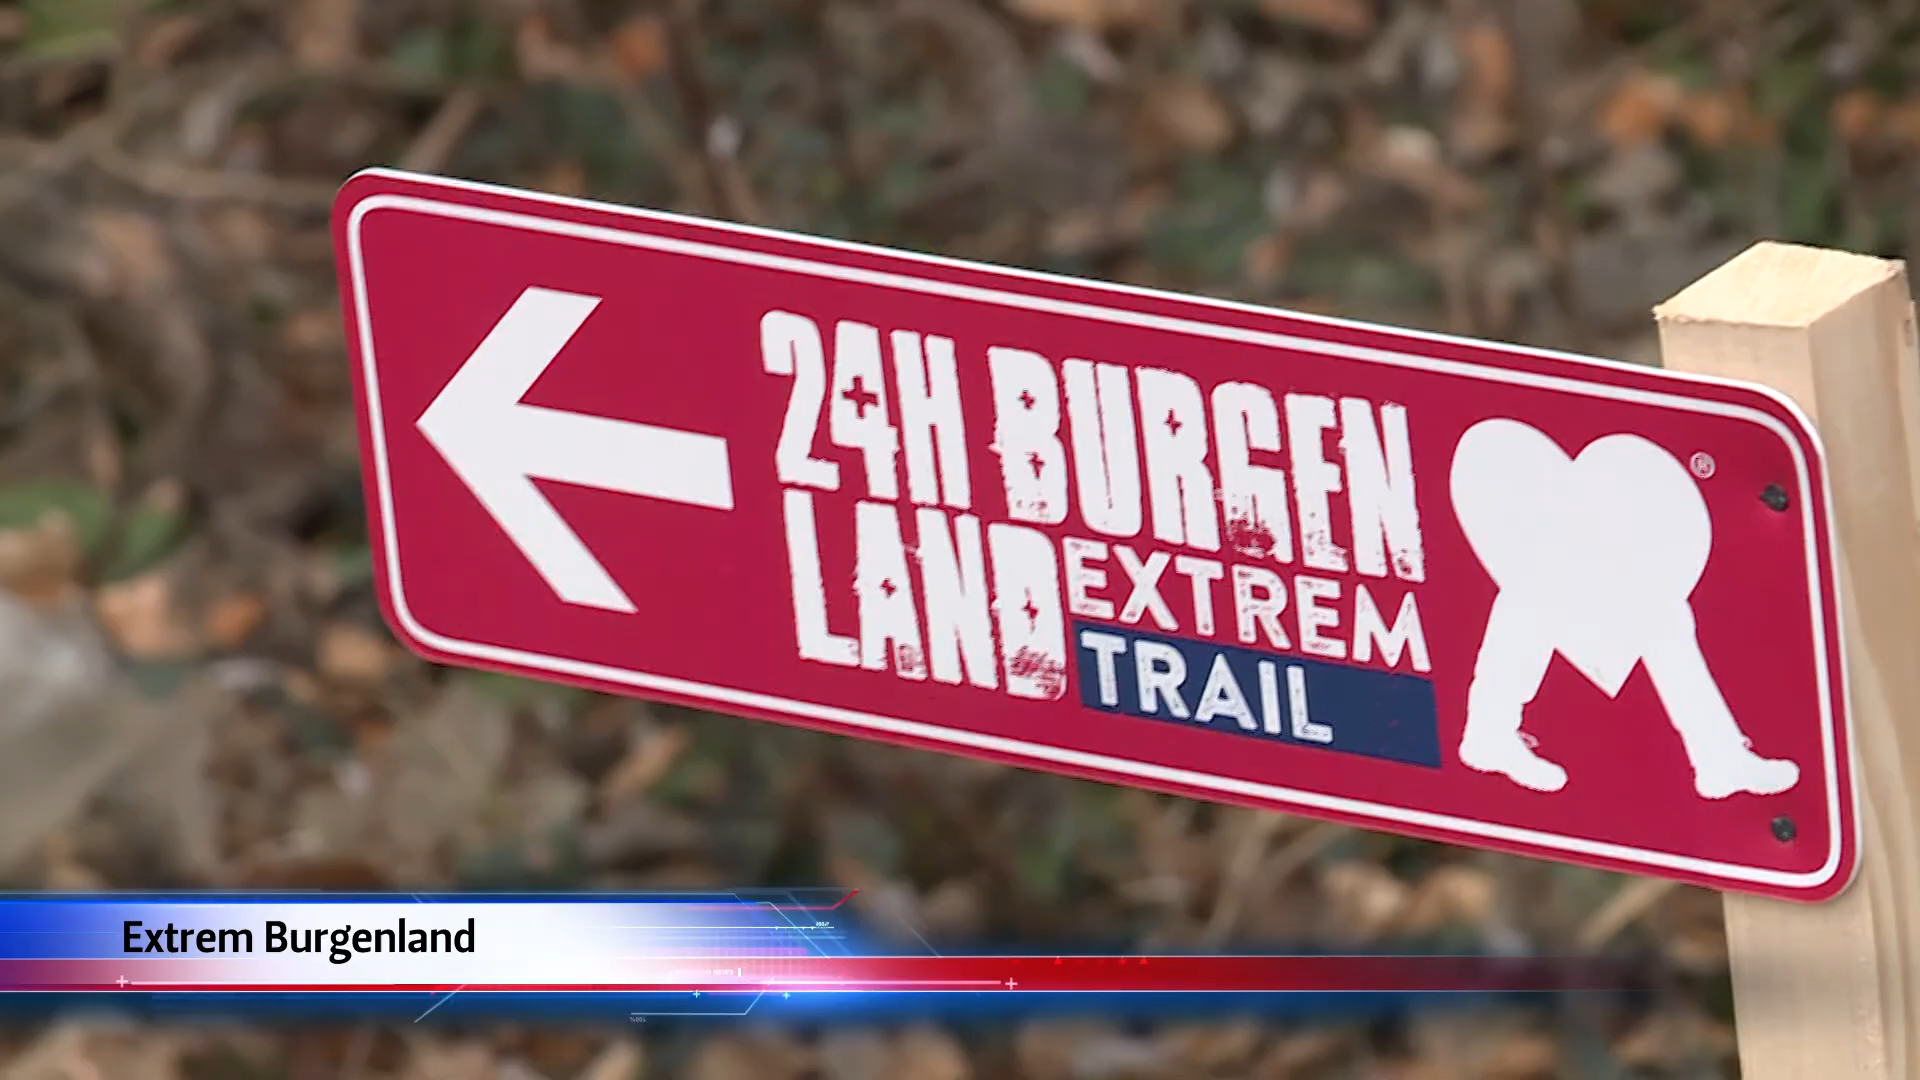 24H BURGEN
LAND EXTREM
TRAIL
®
Extrem Burgenland